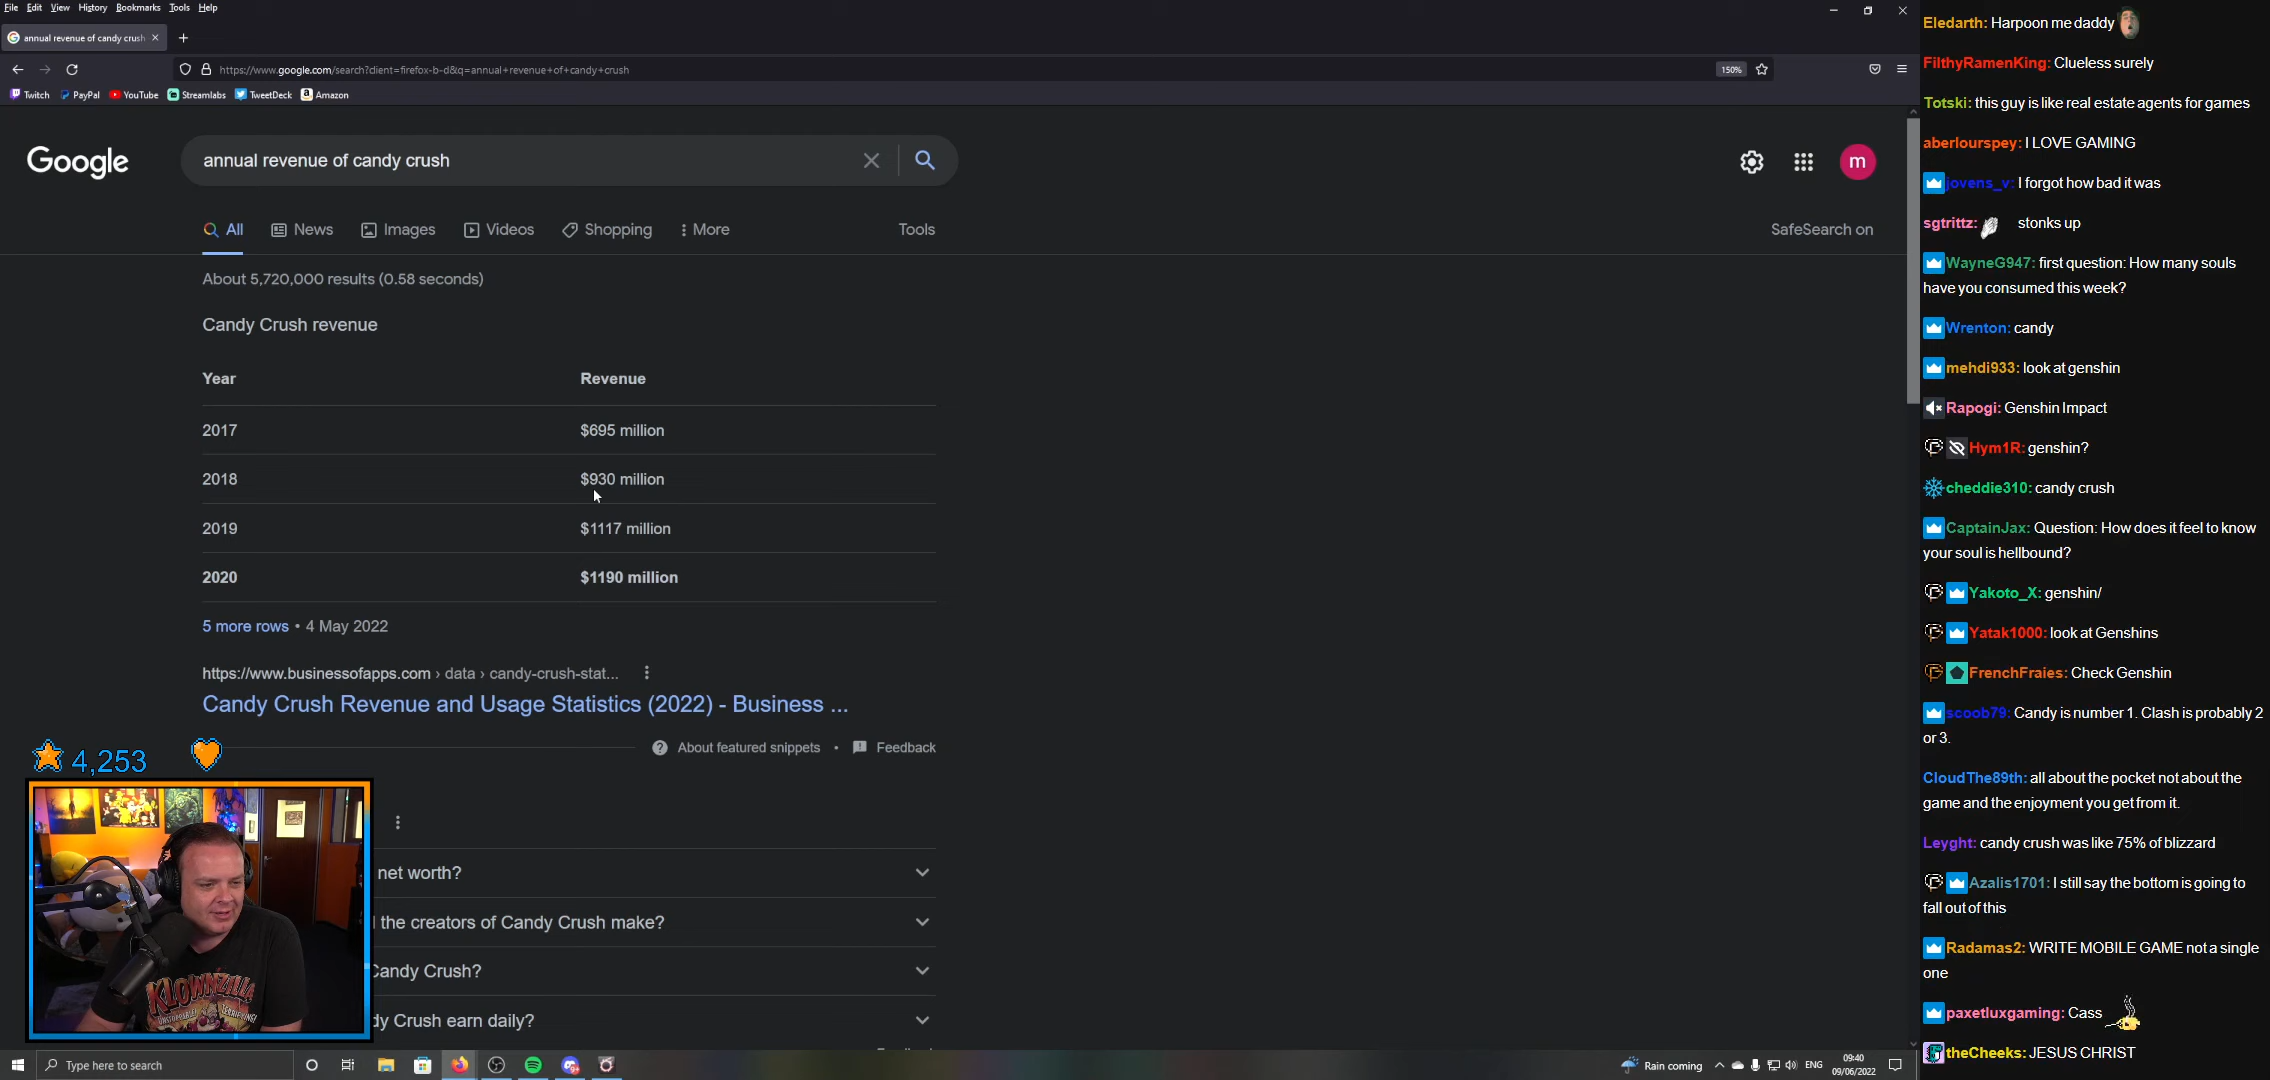 File Edit View History Bookmarks Tools Help
annual revenue of candy crush
https://www.google.com/search?client=firefox-b-d&q=annual+revenue+of+candy+crush
150%
Twitch PayPal YouTube Streamlabs TweetDeck Amazon
Google
annual revenue of candy crush
m
All News Images Videos Shopping More Tools SafeSearch on
About 5,720,000 results (0.58 seconds)
Candy Crush revenue
Year Revenue
2017 $695 million
2018 $930 million
2019 $1117 million
2020 $1190 million
5 more rows • 4 May 2022
https://www.businessofapps.com › data › candy-crush-stat...
Candy Crush Revenue and Usage Statistics (2022) - Business ...
About featured snippets • Feedback
4,253
net worth?
the creators of Candy Crush make?
Candy Crush?
dy Crush earn daily?
KLOWNZILLA
Type here to search
Rain coming
ENG
09:40
09/06/2022
Eledarth: Harpoon me daddy
FilthyRamenKing: Clueless surely
Totski: this guy is like real estate agents for games
aberlourspey: I LOVE GAMING
jovens_v: I forgot how bad it was
sgtrittz: stonks up
WayneG947: first question: How many souls
have you consumed this week?
Wrenton: candy
mehdi933: look at genshin
Rapogi: Genshin Impact
Hym1R: genshin?
cheddie310: candy crush
CaptainJax: Question: How does it feel to know
your soul is hellbound?
Yakoto_X: genshin/
Yatak1000: look at Genshins
FrenchFraies: Check Genshin
scoob79: Candy is number 1. Clash is probably 2
or 3.
CloudThe89th: all about the pocket not about the
game and the enjoyment you get from it.
Leyght: candy crush was like 75% of blizzard
Azalis1701: I still say the bottom is going to
fall out of this
Radamas2: WRITE MOBILE GAME not a single
one
paxetluxgaming: Cass
theCheeks: JESUS CHRIST